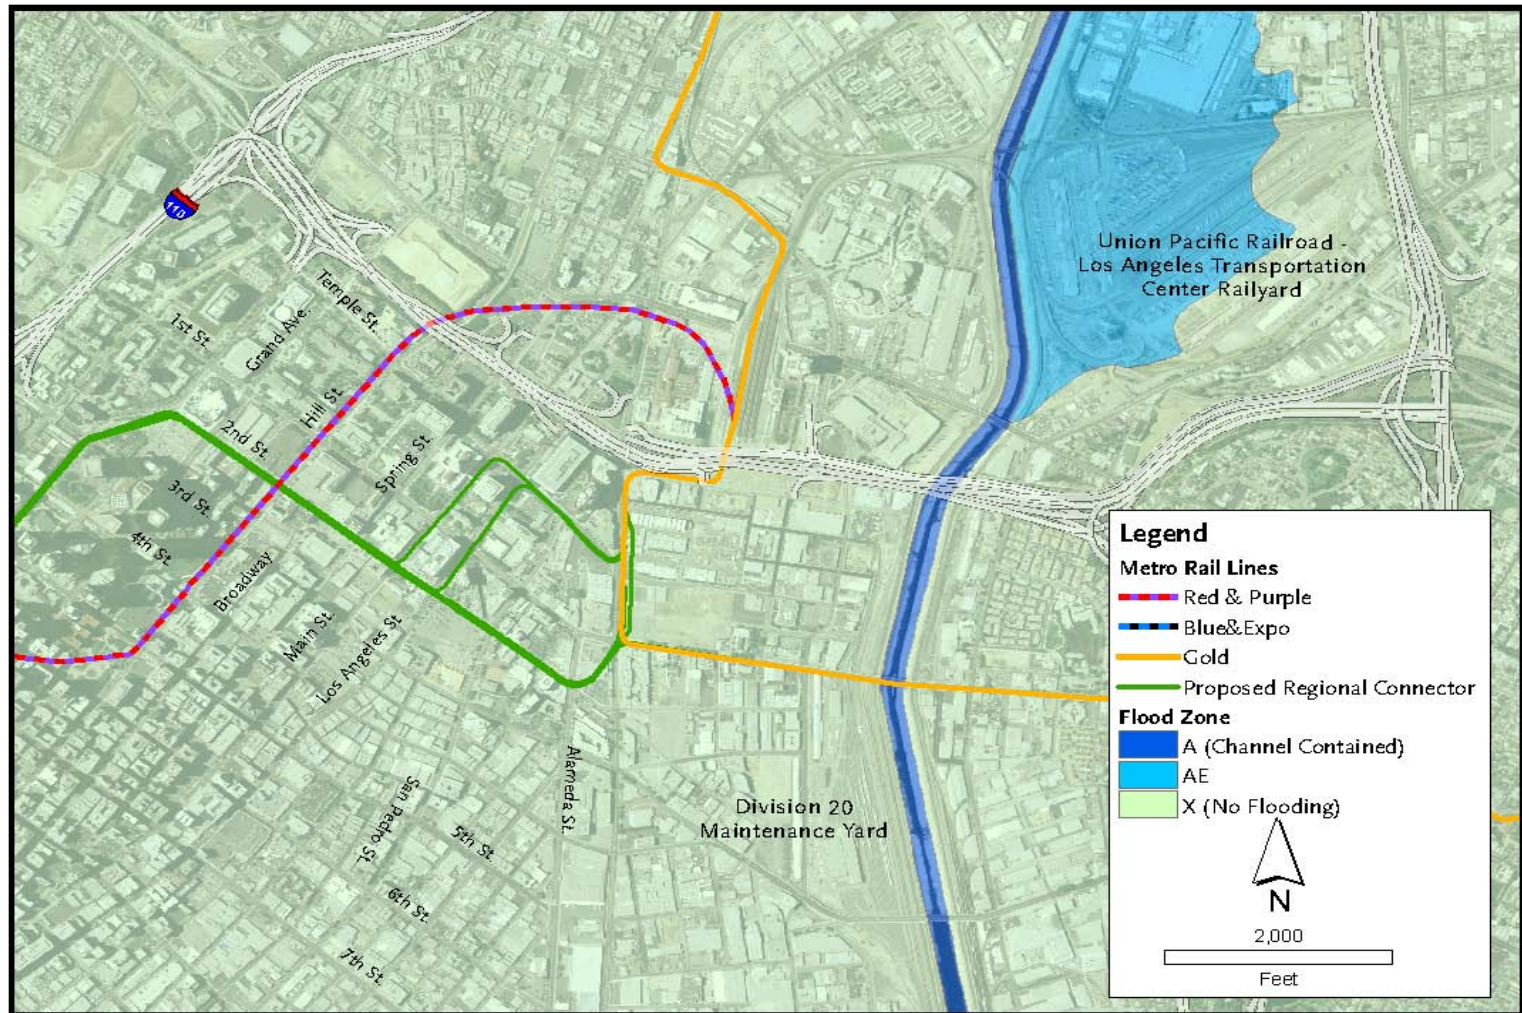 110
Temple St.
1st St.
Grand Ave.
Hill St
2nd St.
Spring St.
3rd St.
4th St.
Broadway
Main St.
Los Angeles St
San Pedro St.
5th St.
6th St.
7th St.
Alameda St.
Union Pacific Railroad -
Los Angeles Transportation
Center Railyard
Division 20
Maintenance Yard
Legend
Metro Rail Lines
Red & Purple
Blue&Expo
Gold
Proposed Regional Connector
Flood Zone
A (Channel Contained)
AE
X (No Flooding)
N
2,000
Feet